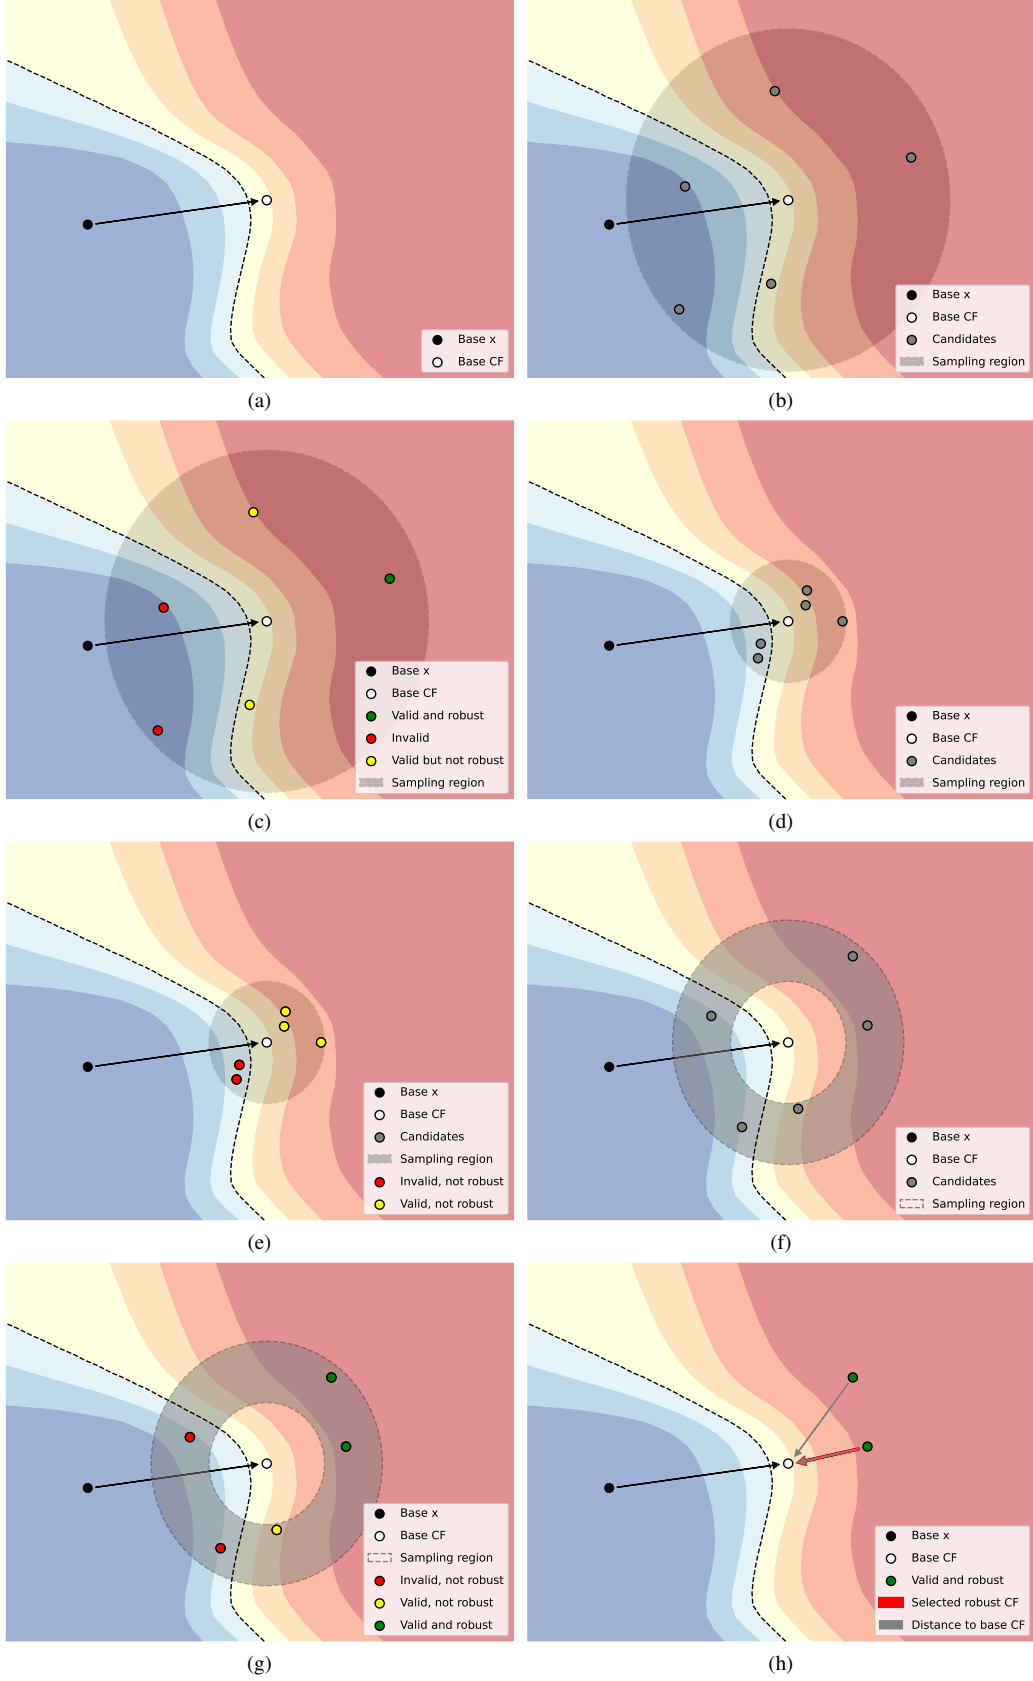 Base x
Base CF
(a)
Base x
Base CF
Candidates
Sampling region
(b)
Base x
Base CF
Valid and robust
Invalid
Valid but not robust
Sampling region
(c)
Base x
Base CF
Candidates
Sampling region
(d)
Base x
Base CF
Candidates
Sampling region
Invalid, not robust
Valid, not robust
(e)
Base x
Base CF
Candidates
Sampling region
(f)
Base x
Base CF
Sampling region
Invalid, not robust
Valid, not robust
Valid and robust
(g)
Base x
Base CF
Valid and robust
Selected robust CF
Distance to base CF
(h)